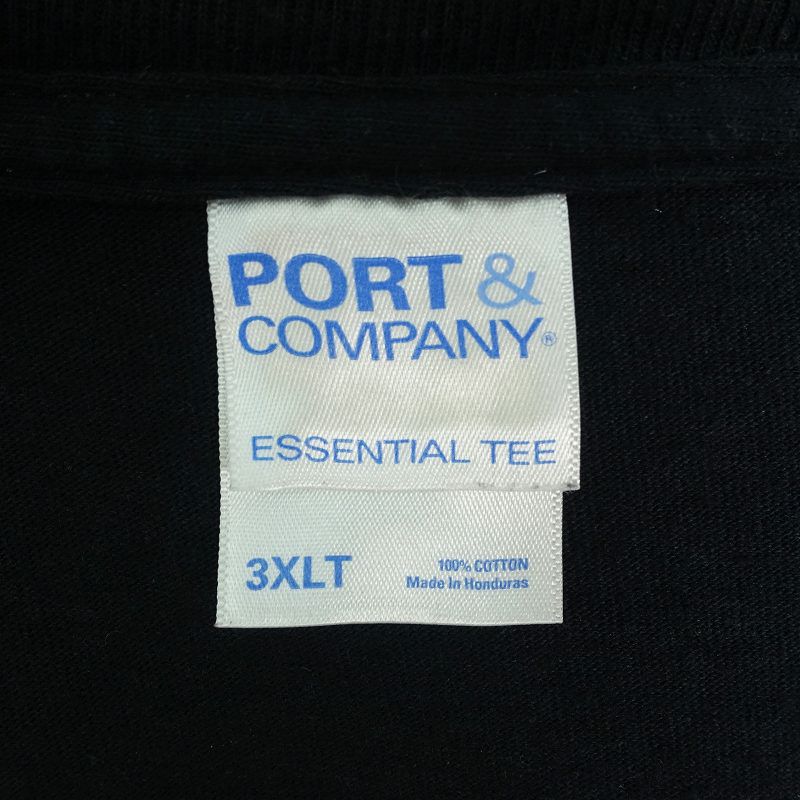 PORT &
COMPANY®
ESSENTIAL TEE
3XLT
100% COTTON
Made In Honduras